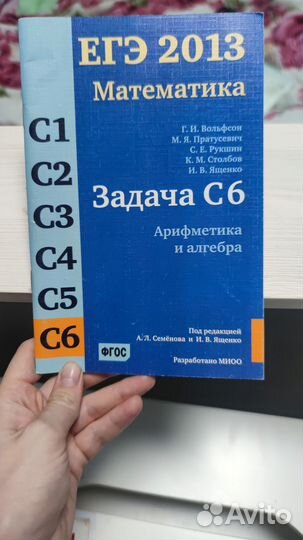 ЕГЭ 2013
Математика
Г. И. Вольфсон
М. Я. Пратусевич
С. Е. Рукшин
К. М. Столбов
И. В. Ященко
Задача С6
Арифметика
и алгебра
С1
С2
С3
С4
С5
С6
Под редакцией
А. Л. Семёнова и И. В. Ященко
ФГОС
Разработано МИОО
Avito